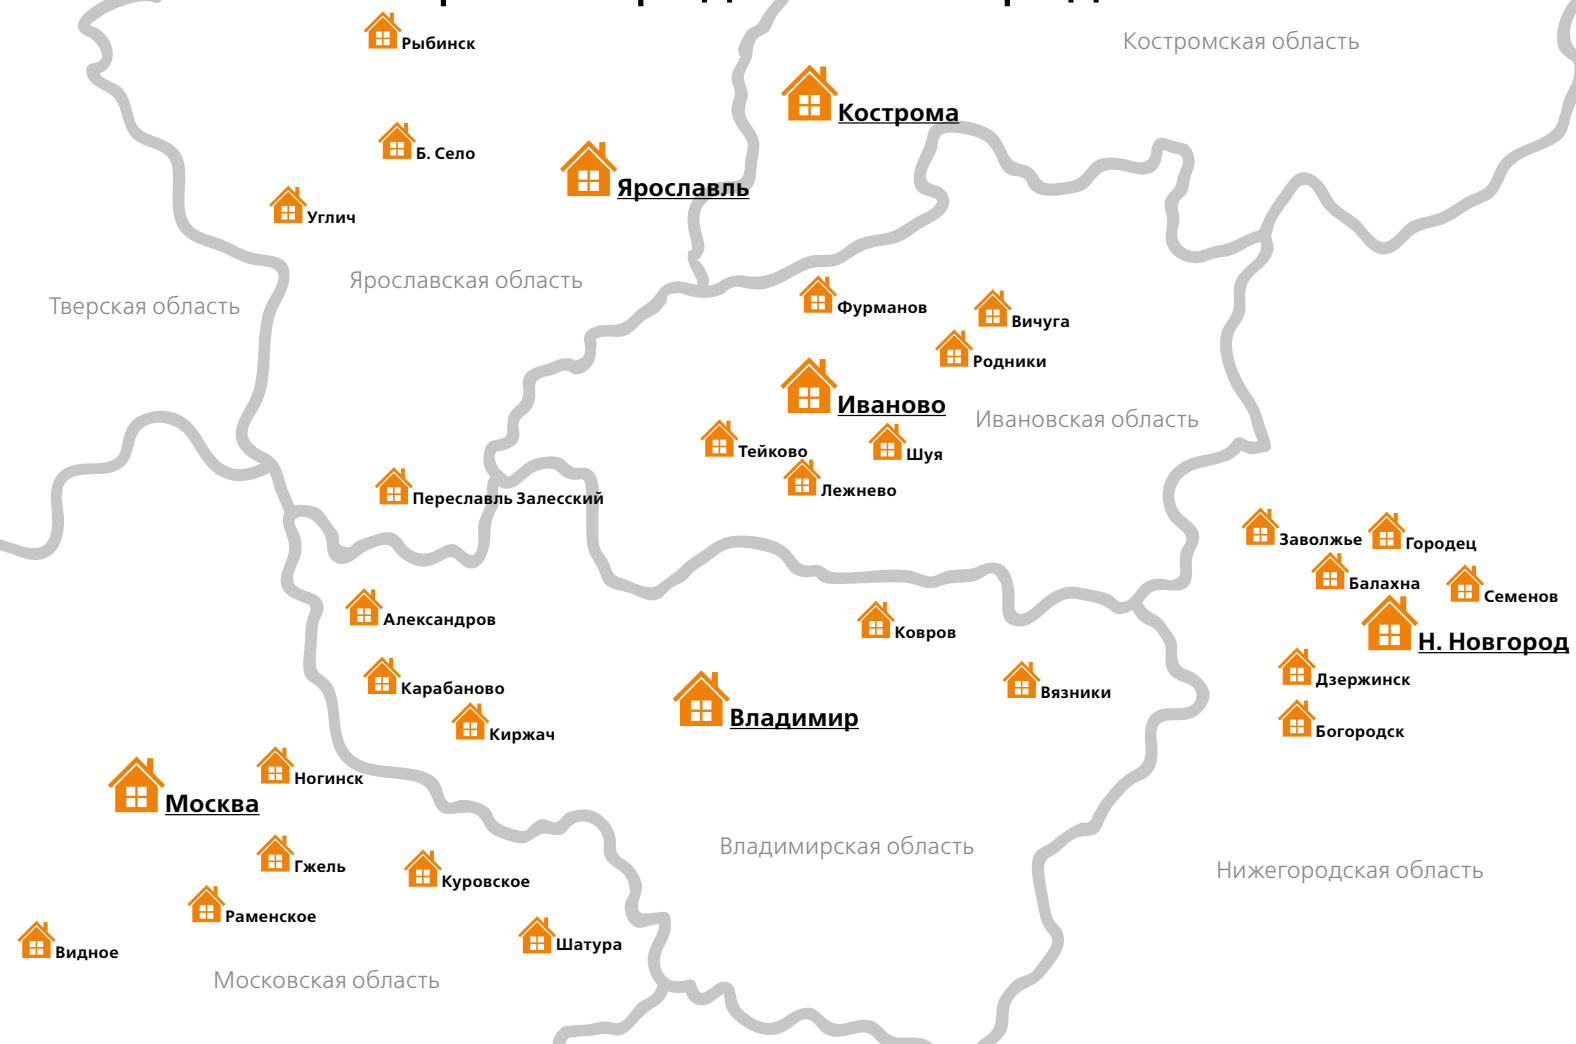 Костромская область
Рыбинск
Кострома
Б. Село
Ярославль
Углич
Ярославская область
Тверская область
Фурманов
Вичуга
Родники
Иваново
Ивановская область
Тейково
Шуя
Лежнево
Переславль Залесский
Заволжье
Городец
Балахна
Семенов
Н. Новгород
Александров
Ковров
Дзержинск
Карабаново
Вязники
Владимир
Киржач
Богородск
Ногинск
Москва
Владимирская область
Гжель
Нижегородская область
Куровское
Раменское
Шатура
Видное
Московская область